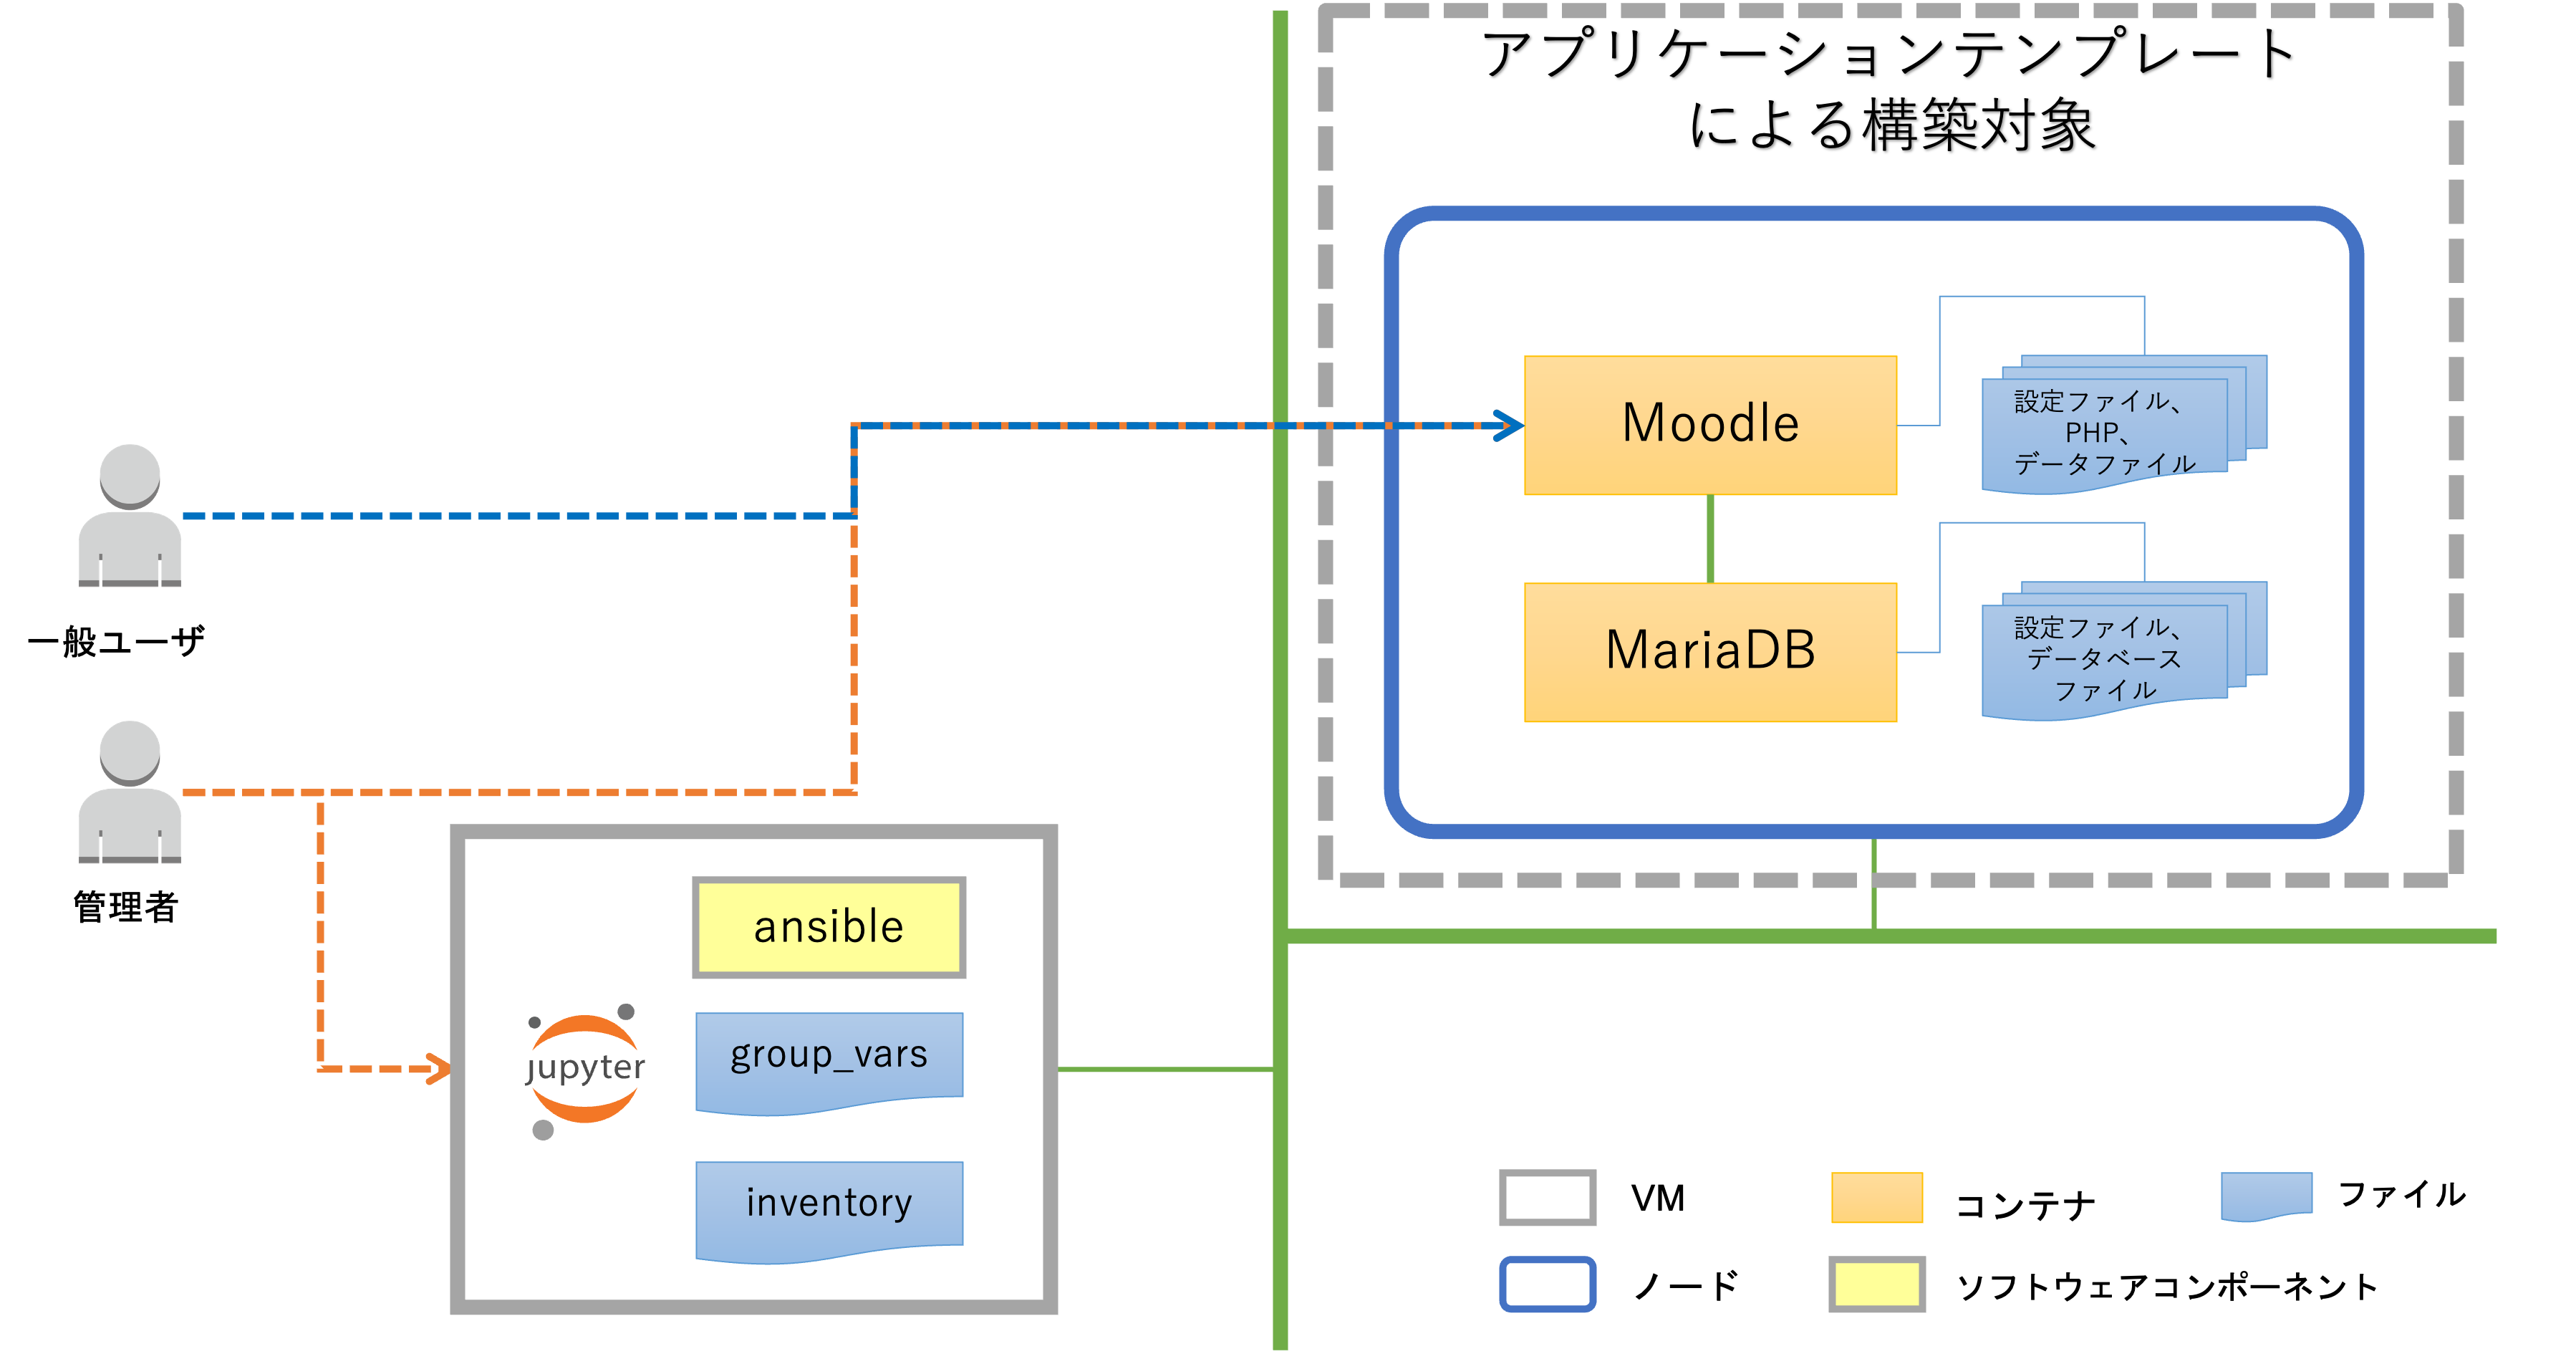 アプリケーションテンプレート
による構築対象
Moodle
設定ファイル、
PHP、
データファイル
MariaDB
設定ファイル、
データベース
ファイル
一般ユーザ
管理者
ansible
jupyter
group_vars
inventory
VM
コンテナ
ファイル
ノード
ソフトウェアコンポーネント